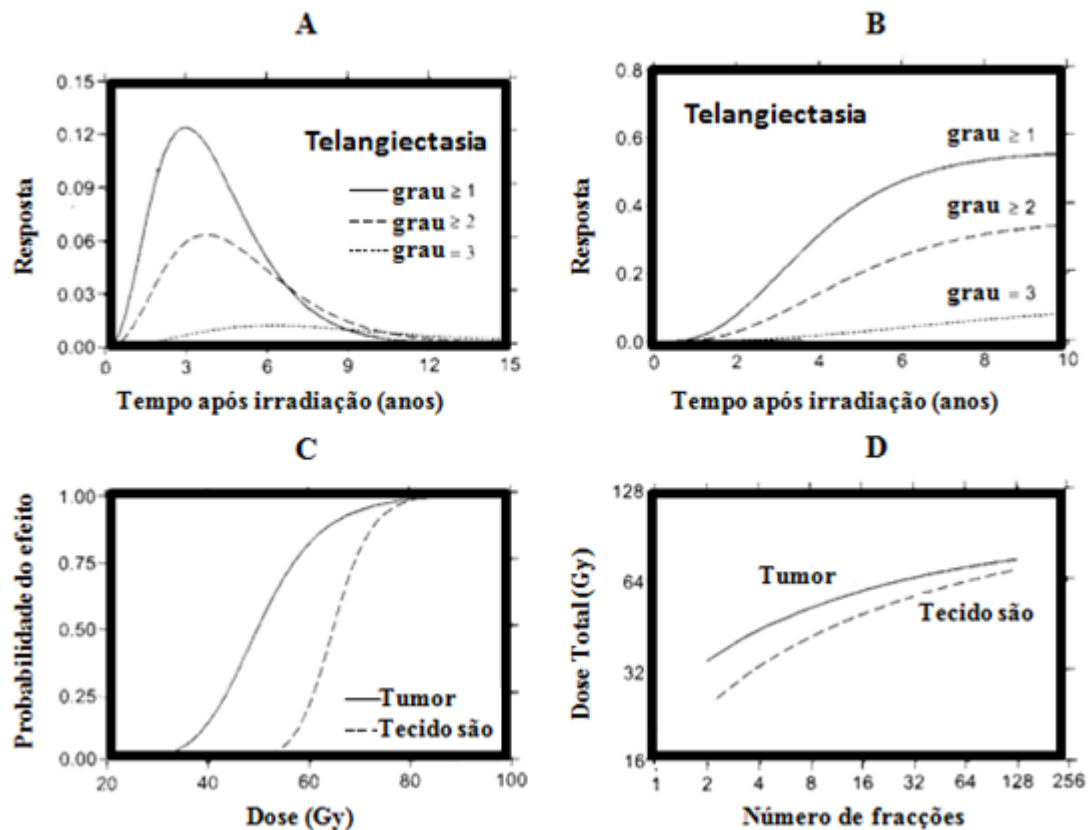 A
0.15
0.12
0.09
0.06
0.03
0.00
Resposta
Telangiectasia
grau ≥ 1
grau ≥ 2
grau = 3
0 3 6 9 12 15
Tempo após irradiação (anos)
B
0.8
0.6
0.4
0.2
0.0
Resposta
Telangiectasia
grau ≥ 1
grau ≥ 2
grau = 3
0 2 4 6 8 10
Tempo após irradiação (anos)
C
1.00
0.75
0.50
0.25
0.00
Probabilidade do efeito
Tumor
Tecido são
20 40 60 80 100
Dose (Gy)
D
128
64
32
16
Dose Total (Gy)
Tumor
Tecido são
1 2 4 8 16 32 64 128 256
Número de fracções